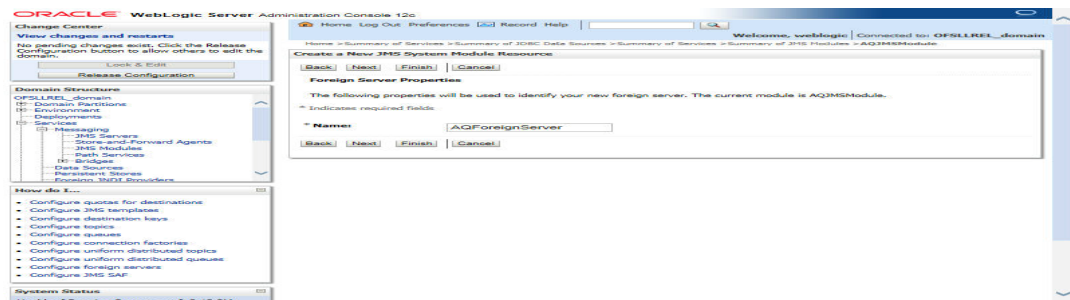 ORACLE WebLogic Server Administration Console 12c
Change Center
View changes and restarts
No pending changes exist. Click the Release
Configuration button to allow others to edit the
domain.
Lock & Edit
Release Configuration
Domain Structure
OFSLLREL_domain
Domain Partitions
Environment
Deployments
Services
Messaging
JMS Servers
Store-and-Forward Agents
JMS Modules
Path Services
Bridges
Data Sources
Persistent Stores
Foreign JNDI Providers
How do I...
Configure quotas for destinations
Configure JMS templates
Configure destination keys
Configure topics
Configure queues
Configure connection factories
Configure uniform distributed topics
Configure uniform distributed queues
Configure foreign servers
Configure JMS SAF
System Status
Home Log Out Preferences Record Help
Welcome, weblogic Connected to: OFSLLREL_domain
Home >Summary of Services >Summary of JDBC Data Sources >Summary of Services >Summary of JMS Modules >AQJMSModule
Create a New JMS System Module Resource
Back Next Finish Cancel
Foreign Server Properties
The following properties will be used to identify your new foreign server. The current module is AQJMSModule.
* Indicates required fields
* Name: AQForeignServer
Back Next Finish Cancel